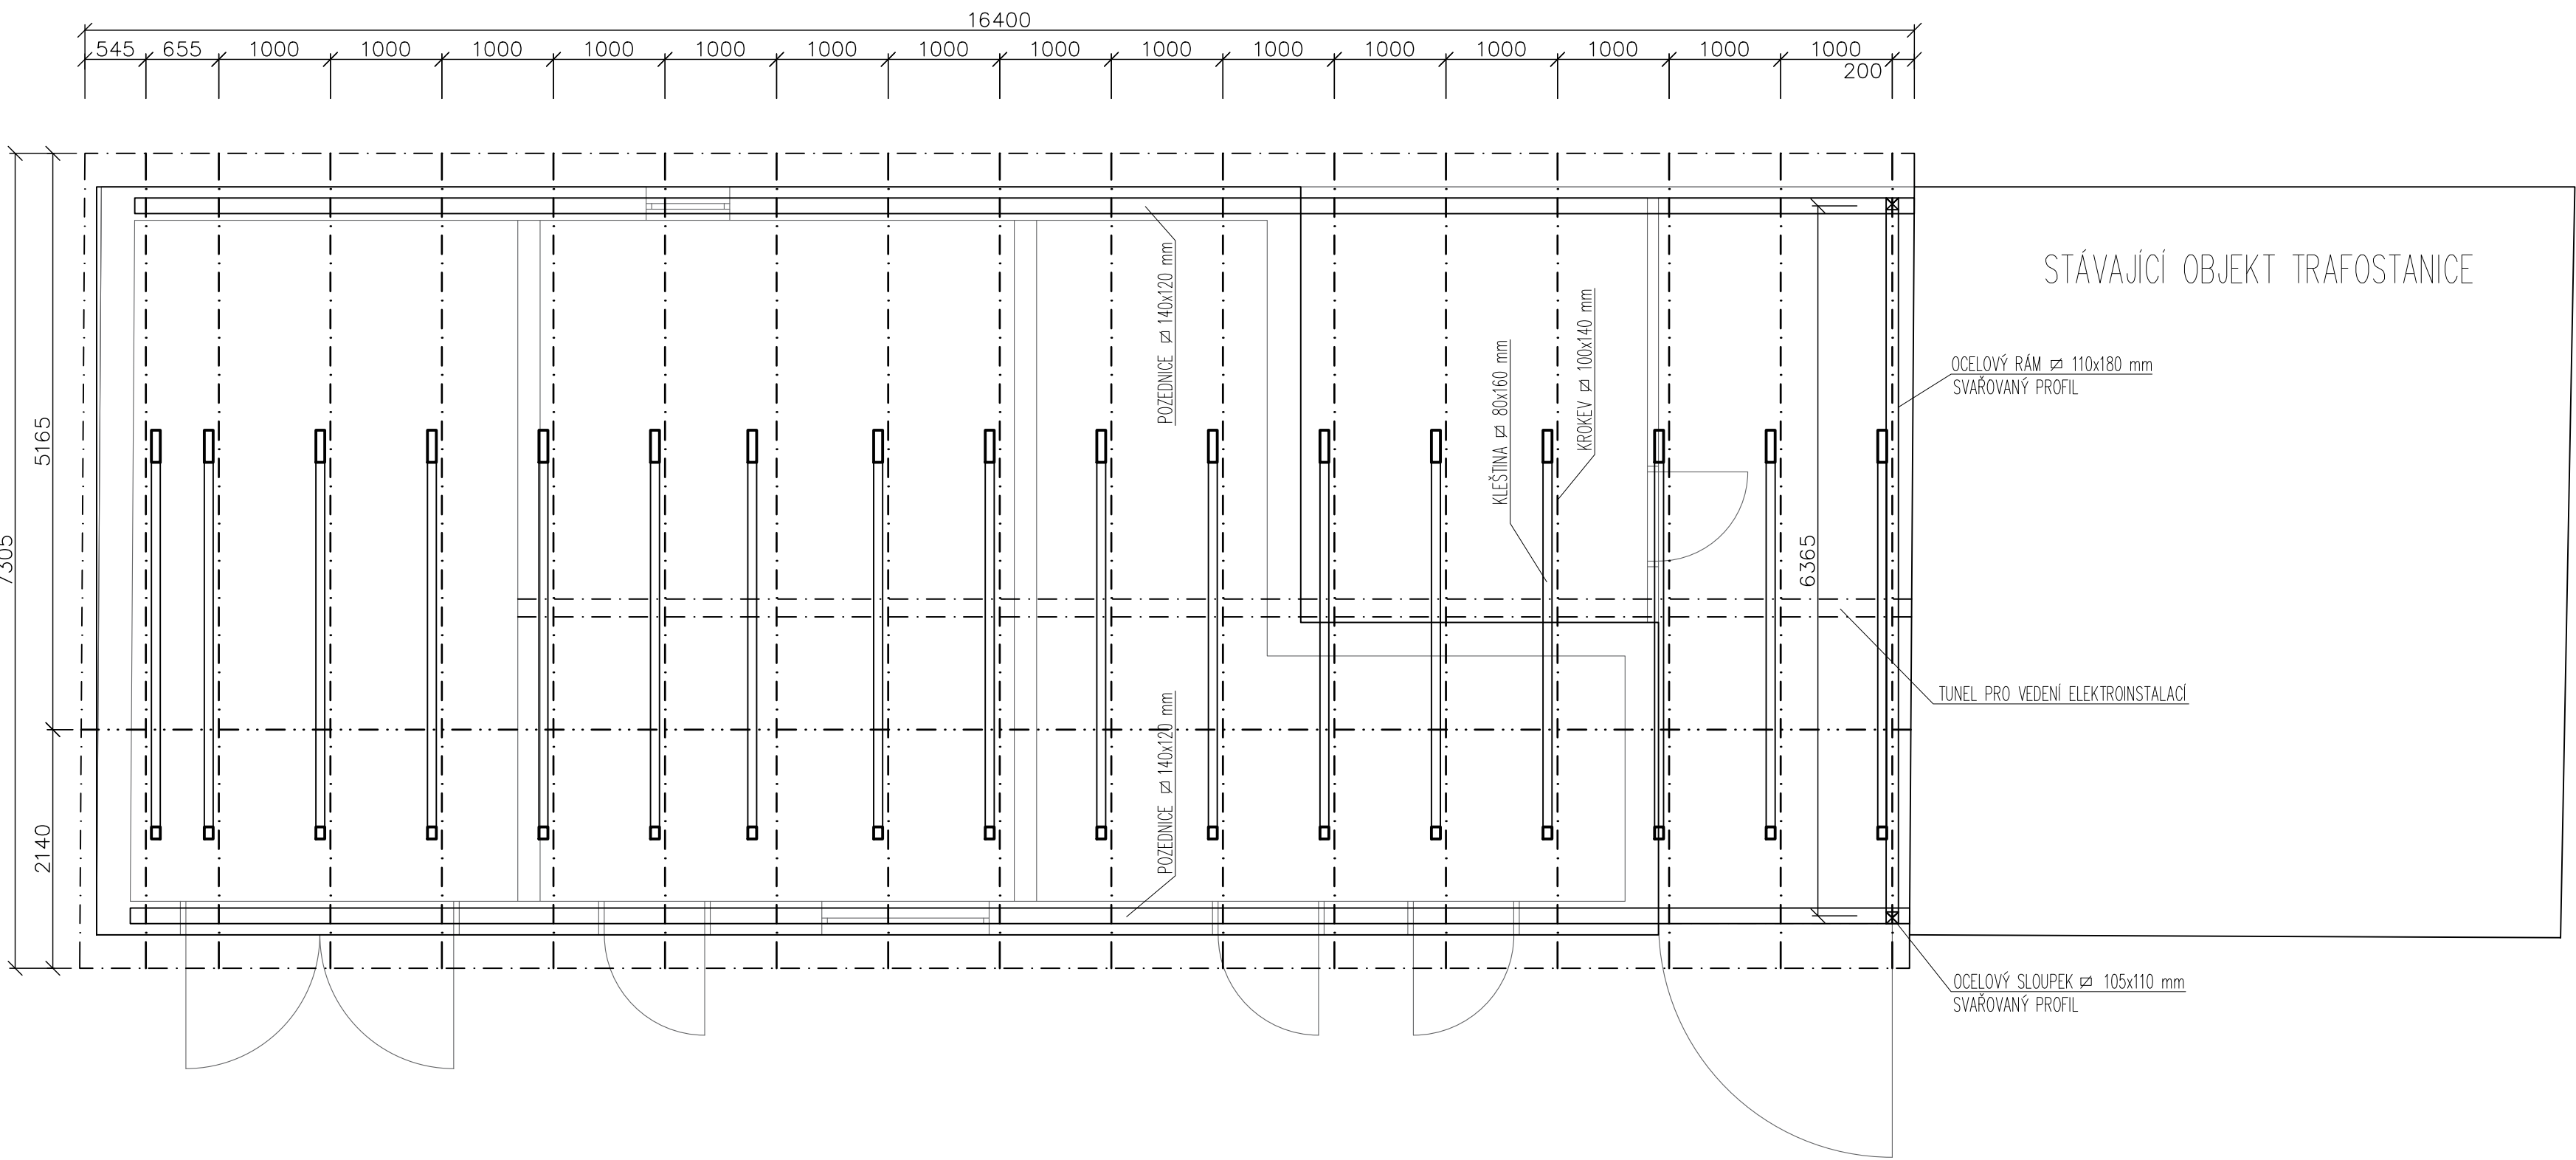 16400
545 655 1000 1000 1000 1000 1000 1000 1000 1000 1000 1000 1000 1000 1000 1000 1000
200
STÁVAJÍCÍ OBJEKT TRAFOSTANICE
POZEDNICE 140x120 mm
KLEŠTINA 80x160 mm
KROKEV 100x140 mm
OCELOVÝ RÁM 110x180 mm
SVAŘOVANÝ PROFIL
5165
7305
6365
TUNEL PRO VEDENÍ ELEKTROINSTALACÍ
POZEDNICE 140x120 mm
2140
OCELOVÝ SLOUPEK 105x110 mm
SVAŘOVANÝ PROFIL